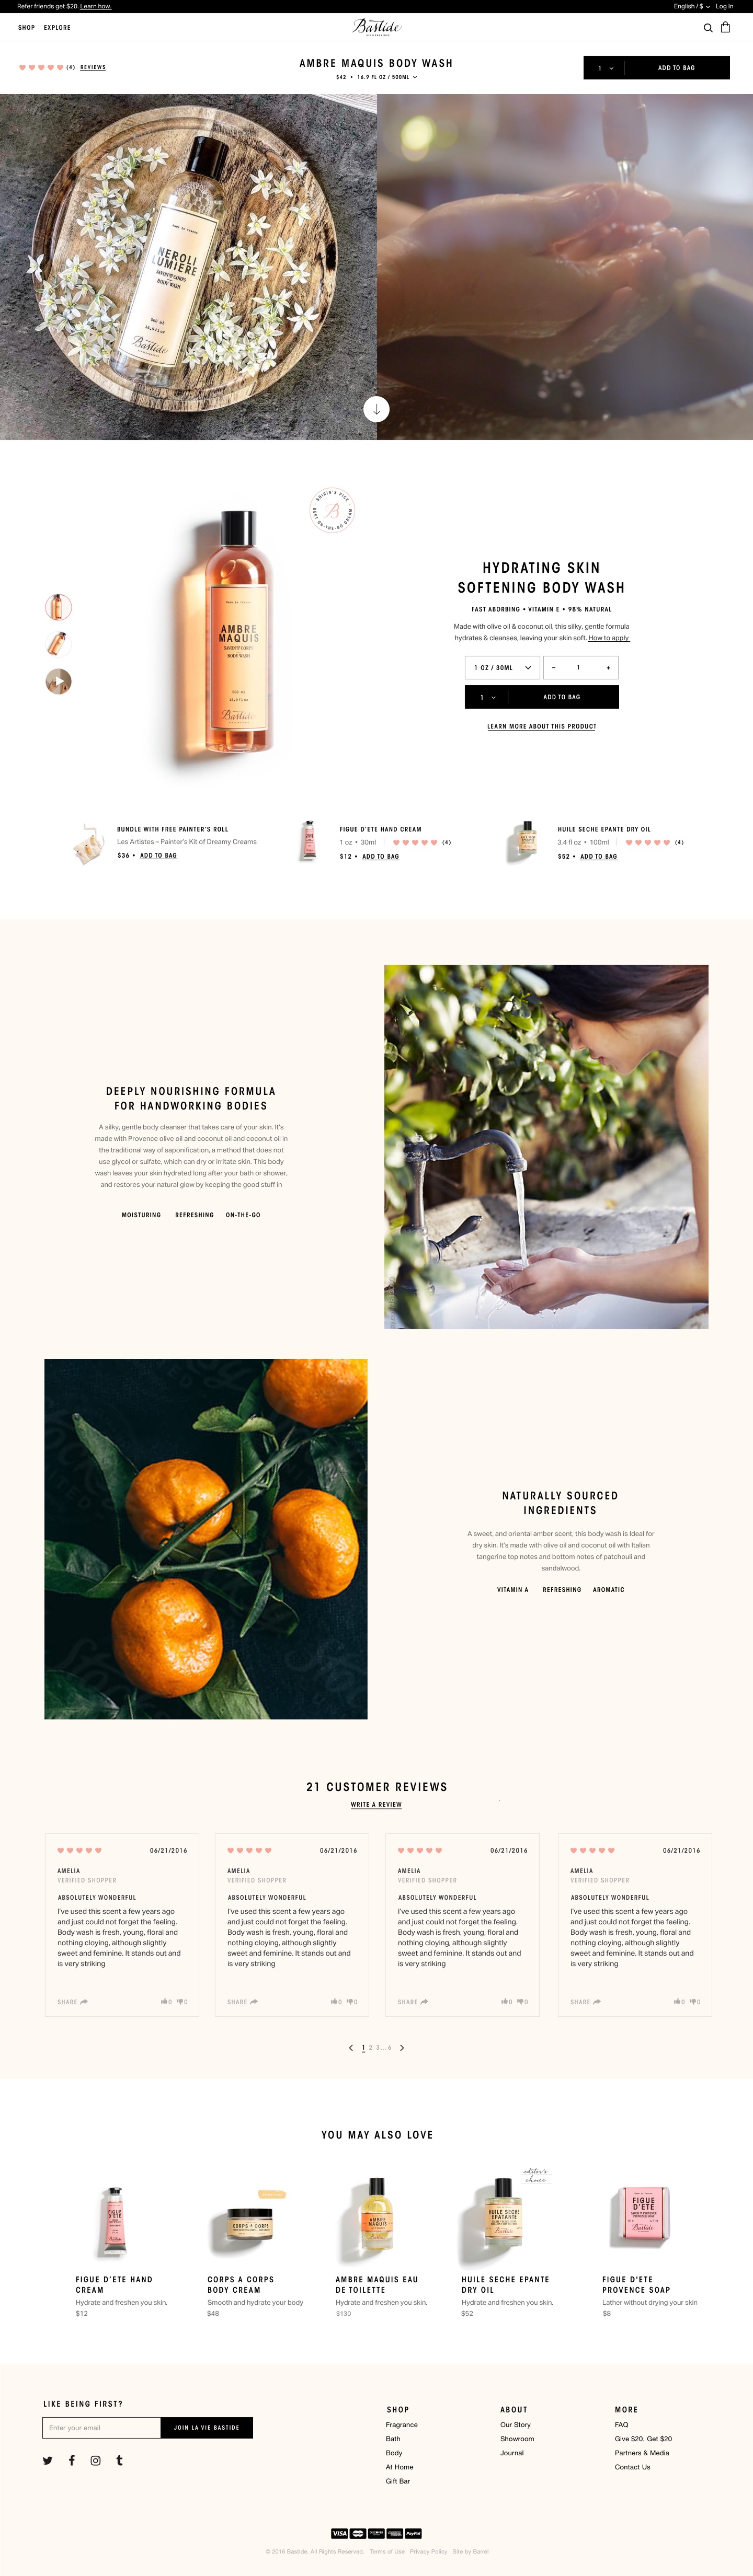 Refer friends get $20. Learn how.
English / $ Log In
SHOP EXPLORE
Bastide
(4) REVIEWS
AMBRE MAQUIS BODY WASH
$42 • 16.9 FL OZ / 500ML
1 ADD TO BAG
Made in France
NEROLI
LUMIÈRE
BODY WASH
500 ml
Bastide
SHIRIN'S PICK
B
BEST ON-THE-GO CREAM
Made in France
AMBRE
MAQUIS
BODY WASH
500 ml
Bastide
HYDRATING SKIN
SOFTENING BODY WASH
FAST ABORBING • VITAMIN E • 98% NATURAL
Made with olive oil & coconut oil, this silky, gentle formula
hydrates & cleanses, leaving your skin soft. How to apply
1 OZ / 30ML
− 1 +
1 ADD TO BAG
LEARN MORE ABOUT THIS PRODUCT
BUNDLE WITH FREE PAINTER'S ROLL
Les Artistes – Painter's Kit of Dreamy Creams
$36 • ADD TO BAG
FIGUE D'ETE HAND CREAM
1 oz • 30ml (4)
$12 • ADD TO BAG
HUILE SECHE EPANTE DRY OIL
3.4 fl oz • 100ml (4)
$52 • ADD TO BAG
DEEPLY NOURISHING FORMULA
FOR HANDWORKING BODIES
A silky, gentle body cleanser that takes care of your skin. It's
made with Provence olive oil and coconut oil and coconut oil in
the traditional way of saponification, a method that does not
use glycol or sulfate, which can dry or irritate skin. This body
wash leaves your skin hydrated long after your bath or shower,
and restores your natural glow by keeping the good stuff in
MOISTURING REFRESHING ON-THE-GO
NATURALLY SOURCED
INGREDIENTS
A sweet, and oriental amber scent, this body wash is Ideal for
dry skin. It's made with olive oil and coconut oil with Italian
tangerine top notes and bottom notes of patchouli and
sandalwood.
VITAMIN A REFRESHING AROMATIC
21 CUSTOMER REVIEWS
WRITE A REVIEW
06/21/2016
AMELIA
VERIFIED SHOPPER
ABSOLUTELY WONDERFUL
I've used this scent a few years ago
and just could not forget the feeling.
Body wash is fresh, young, floral and
nothing cloying, although slightly
sweet and feminine. It stands out and
is very striking
SHARE 0 0
06/21/2016
AMELIA
VERIFIED SHOPPER
ABSOLUTELY WONDERFUL
I've used this scent a few years ago
and just could not forget the feeling.
Body wash is fresh, young, floral and
nothing cloying, although slightly
sweet and feminine. It stands out and
is very striking
SHARE 0 0
06/21/2016
AMELIA
VERIFIED SHOPPER
ABSOLUTELY WONDERFUL
I've used this scent a few years ago
and just could not forget the feeling.
Body wash is fresh, young, floral and
nothing cloying, although slightly
sweet and feminine. It stands out and
is very striking
SHARE 0 0
06/21/2016
AMELIA
VERIFIED SHOPPER
ABSOLUTELY WONDERFUL
I've used this scent a few years ago
and just could not forget the feeling.
Body wash is fresh, young, floral and
nothing cloying, although slightly
sweet and feminine. It stands out and
is very striking
SHARE 0 0
1 2 3...6
YOU MAY ALSO LOVE
FIGUE
D'ÉTÉ
CORPS À CORPS
AMBRE
MAQUIS
editor's
choice
HUILE SÈCHE
ÉPATANTE
FIGUE
D'ÉTÉ
Bastide
FIGUE D'ETE HAND
CREAM
Hydrate and freshen you skin.
$12
CORPS A CORPS
BODY CREAM
Smooth and hydrate your body
$48
AMBRE MAQUIS EAU
DE TOILETTE
Hydrate and freshen you skin.
$130
HUILE SECHE EPANTE
DRY OIL
Hydrate and freshen you skin.
$52
FIGUE D'ETE
PROVENCE SOAP
Lather without drying your skin
$8
LIKE BEING FIRST?
Enter your email
JOIN LA VIE BASTIDE
SHOP
Fragrance
Bath
Body
At Home
Gift Bar
ABOUT
Our Story
Showroom
Journal
MORE
FAQ
Give $20, Get $20
Partners & Media
Contact Us
VISA PayPal
© 2016 Bastide, All Rights Reserved. Terms of Use Privacy Policy Site by Barrel